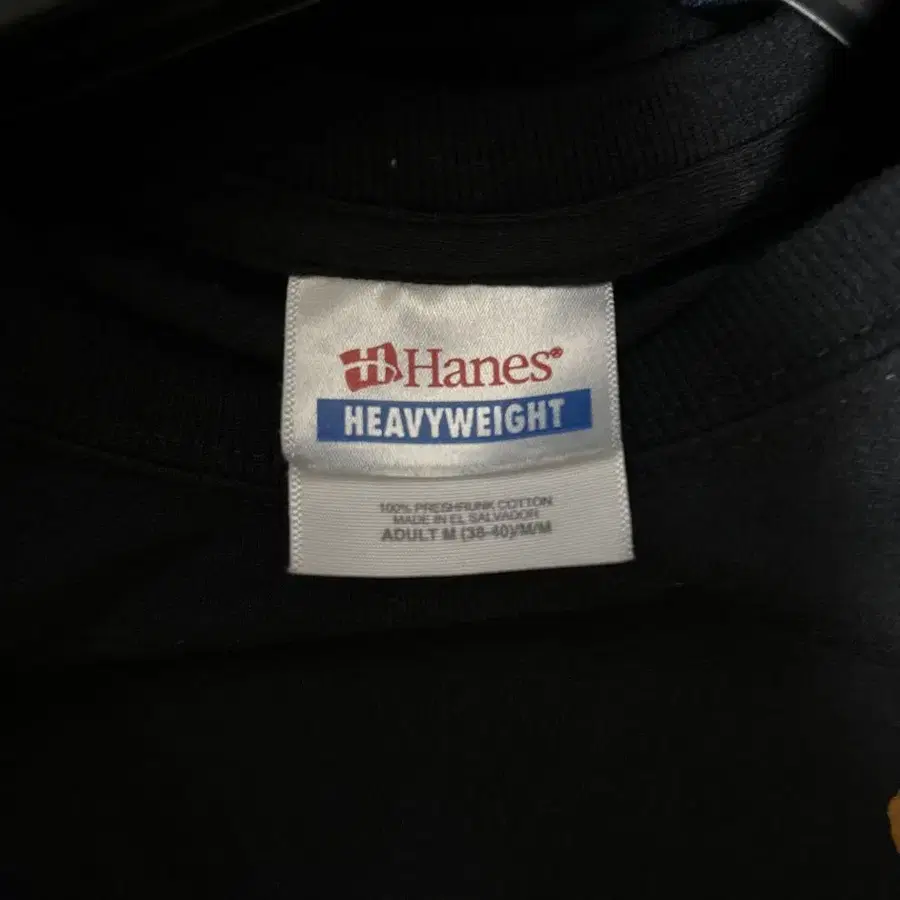 Hanes®
HEAVYWEIGHT
100% PRESHRUNK COTTON
MADE IN EL SALVADOR
ADULT M (38-40)/M/M